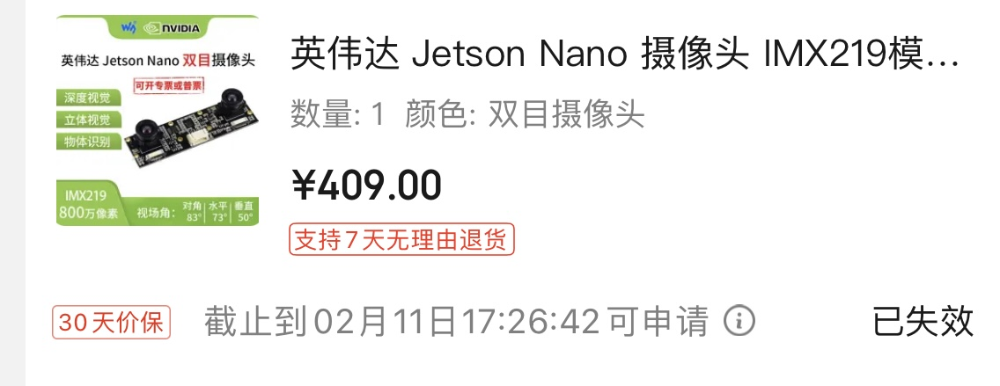 W NVIDIA
英伟达 Jetson Nano 双目摄像头
可开专票或普票
深度视觉
立体视觉
物体识别
IMX219
800万像素
视场角: 对角 83° 水平 73° 垂直 50°
英伟达 Jetson Nano 摄像头 IMX219模...
数量: 1 颜色: 双目摄像头
¥409.00
支持7天无理由退货
30天价保 截止到02月11日17:26:42可申请 已失效